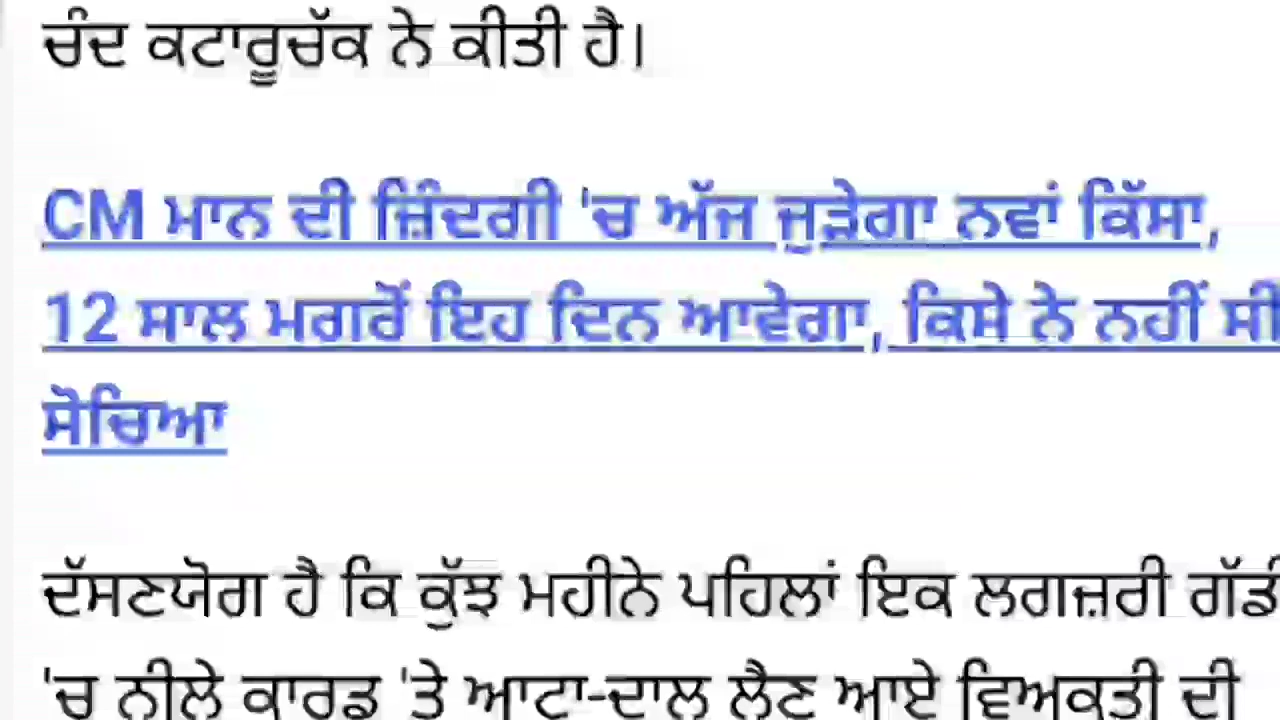 ਚੰਦ ਕਟਾਰੂਚੱਕ ਨੇ ਕੀਤੀ ਹੈ।
CM ਮਾਨ ਦੀ ਜ਼ਿੰਦਗੀ 'ਚ ਅੱਜ ਜੁੜੇਗਾ ਨਵਾਂ ਕਿੱਸਾ,
12 ਸਾਲ ਮਗਰੋਂ ਇਹ ਦਿਨ ਆਵੇਗਾ, ਕਿਸੇ ਨੇ ਨਹੀਂ ਸੀ
ਸੋਚਿਆ
ਦੱਸਣਯੋਗ ਹੈ ਕਿ ਕੁੱਝ ਮਹੀਨੇ ਪਹਿਲਾਂ ਇਕ ਲਗਜ਼ਰੀ ਗੱਡੀ
'ਚ ਨੀਲੇ ਕਾਰਡ 'ਤੇ ਆਟਾ-ਦਾਲ ਲੈਣ ਆਏ ਵਿਅਕਤੀ ਦੀ